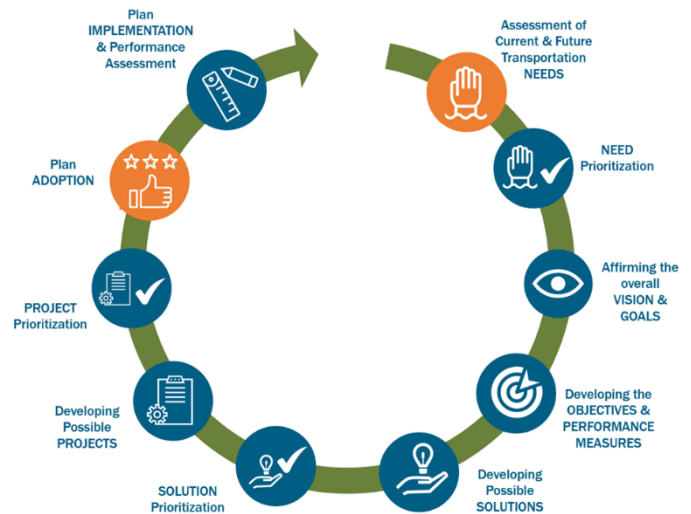 Assessment of
Current & Future
Transportation
NEEDS
NEED
Prioritization
Affirming the
overall
VISION &
GOALS
Developing the
OBJECTIVES &
PERFORMANCE
MEASURES
Developing
Possible
SOLUTIONS
SOLUTION
Prioritization
Developing
Possible
PROJECTS
PROJECT
Prioritization
Plan
ADOPTION
Plan
IMPLEMENTATION
& Performance
Assessment